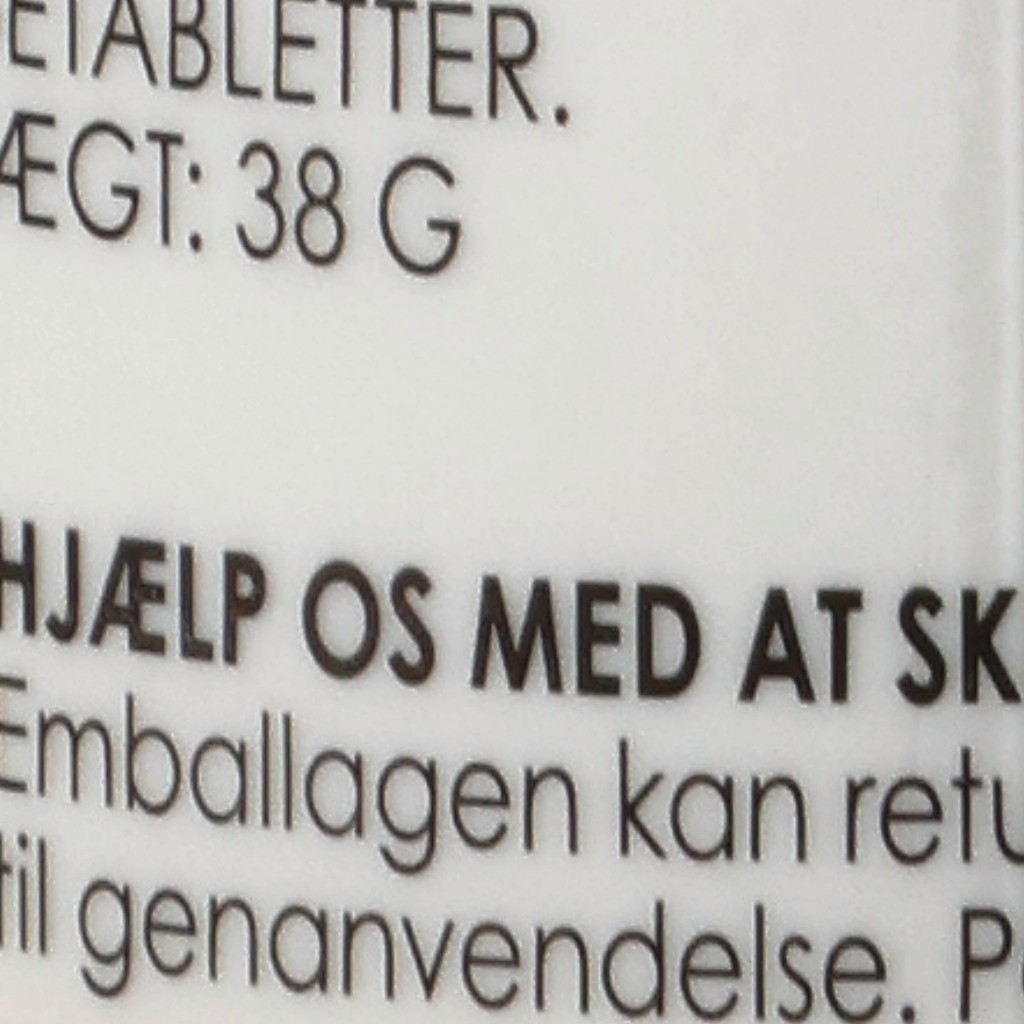 ETABLETTER.
ÆGT: 38 G
HJÆLP OS MED AT SK
Emballagen kan retu
til genanvendelse. P